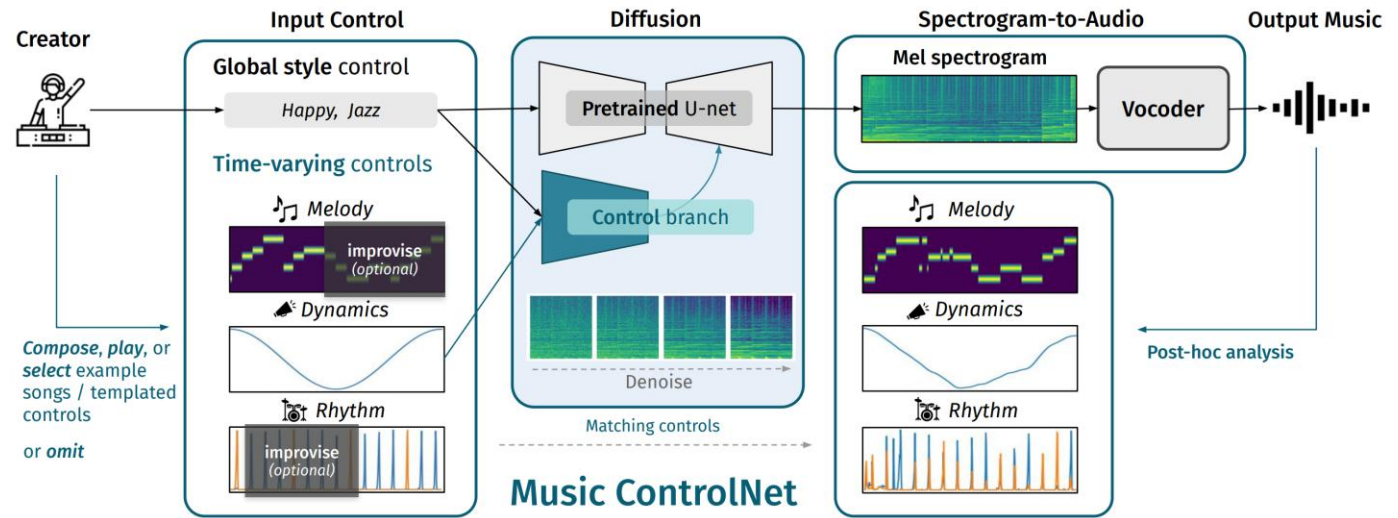 Creator
Input Control
Diffusion
Spectrogram-to-Audio
Output Music
Global style control
Happy, Jazz
Time-varying controls
Melody
improvise
(optional)
Dynamics
Rhythm
improvise
(optional)
Compose, play, or
select example
songs / templated
controls
or omit
Pretrained U-net
Control branch
Denoise
Matching controls
Music ControlNet
Mel spectrogram
Vocoder
Melody
Dynamics
Rhythm
Post-hoc analysis